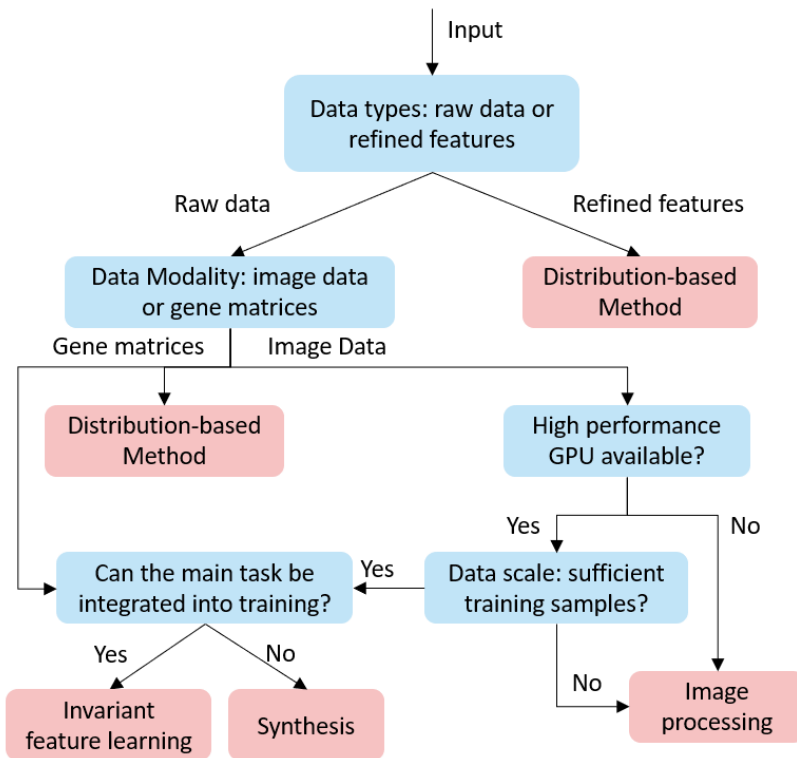 Input
Data types: raw data or
refined features
Raw data
Refined features
Data Modality: image data
or gene matrices
Distribution-based
Method
Gene matrices
Image Data
Distribution-based
Method
High performance
GPU available?
Yes
No
Can the main task be
integrated into training?
Yes
Data scale: sufficient
training samples?
Yes
No
No
Invariant
feature learning
Synthesis
Image
processing